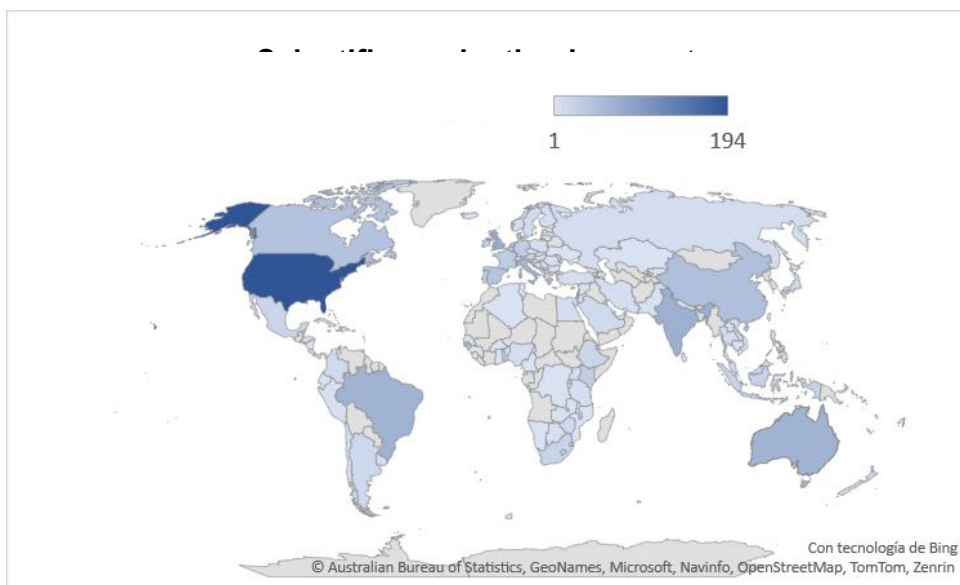 1 194
Con tecnología de Bing
© Australian Bureau of Statistics, GeoNames, Microsoft, Navinfo, OpenStreetMap, TomTom, Zenrin